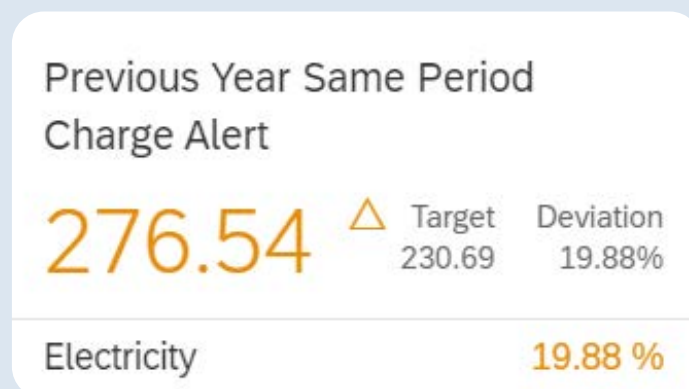 Previous Year Same Period
Charge Alert
276.54
Target
230.69
Deviation
19.88%
Electricity
19.88 %